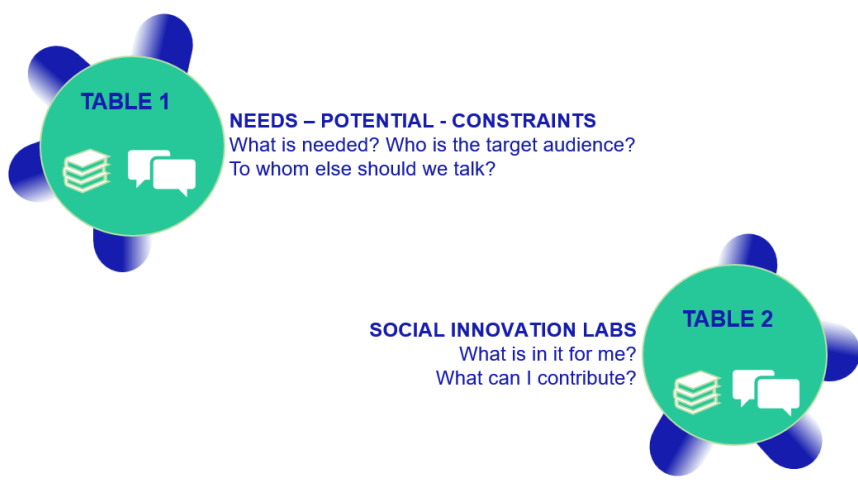 TABLE 1
NEEDS – POTENTIAL - CONSTRAINTS
What is needed? Who is the target audience?
To whom else should we talk?
TABLE 2
SOCIAL INNOVATION LABS
What is in it for me?
What can I contribute?